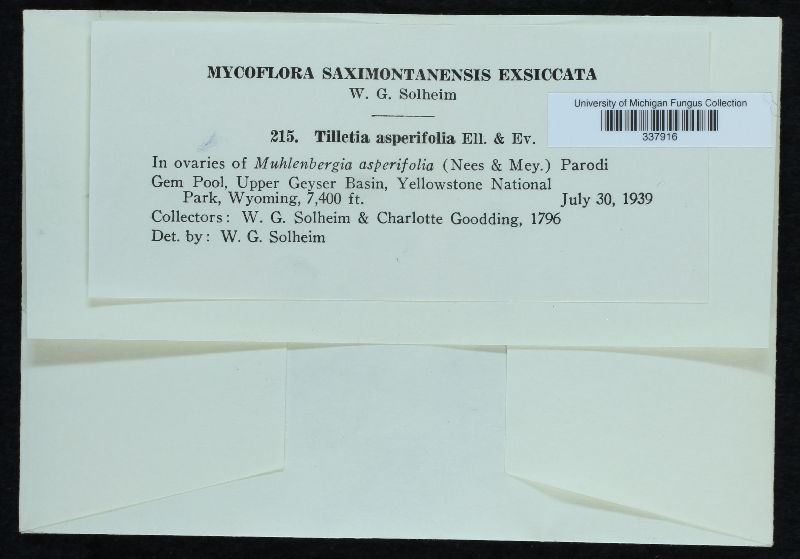 MYCOFLORA SAXIMONTANENSIS EXSICCATA
W. G. Solheim
University of Michigan Fungus Collection
337916
215. Tilletia asperifolia Ell. & Ev.
In ovaries of Muhlenbergia asperifolia (Nees & Mey.) Parodi
Gem Pool, Upper Geyser Basin, Yellowstone National
Park, Wyoming, 7,400 ft. July 30, 1939
Collectors: W. G. Solheim & Charlotte Goodding, 1796
Det. by: W. G. Solheim